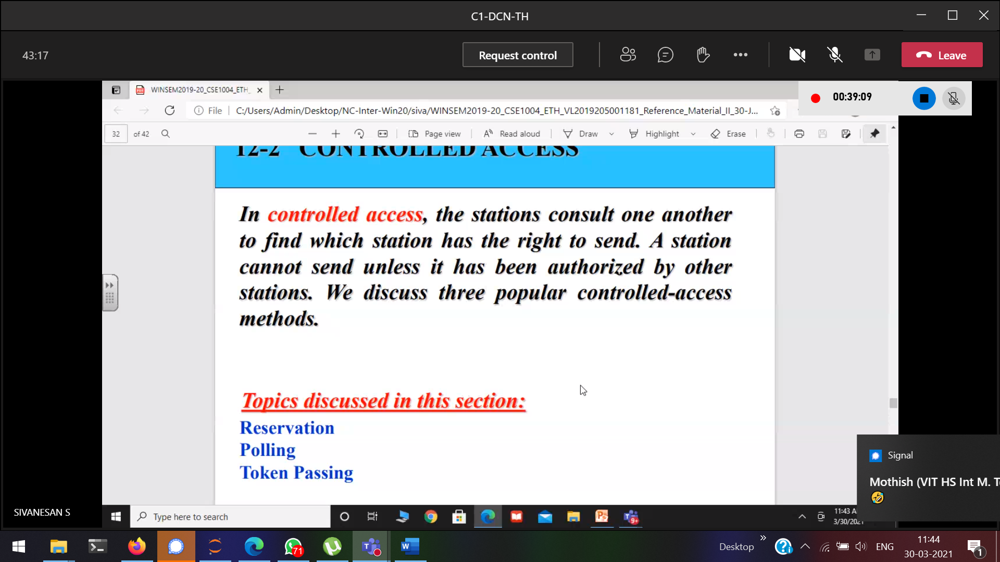 C1-DCN-TH
43:17
Request control
Leave
WINSEM2019-20_CSE1004_ETH_
00:39:09
File
C:/Users/Admin/Desktop/NC-Inter-Win20/siva/WINSEM2019-20_CSE1004_ETH_VL2019205001181_Reference_Material_II_30-J...
32 of 42
Page view
Read aloud
Draw
Highlight
Erase
12-2 CONTROLLED ACCESS
In controlled access, the stations consult one another
to find which station has the right to send. A station
cannot send unless it has been authorized by other
stations. We discuss three popular controlled-access
methods.
Topics discussed in this section:
Reservation
Polling
Token Passing
Signal
Mothish (VIT HS Int M. Te
🤣
SIVANESAN S
Type here to search
9+
11:43 A
3/30/2021
71
Desktop
ENG
11:44
30-03-2021
1